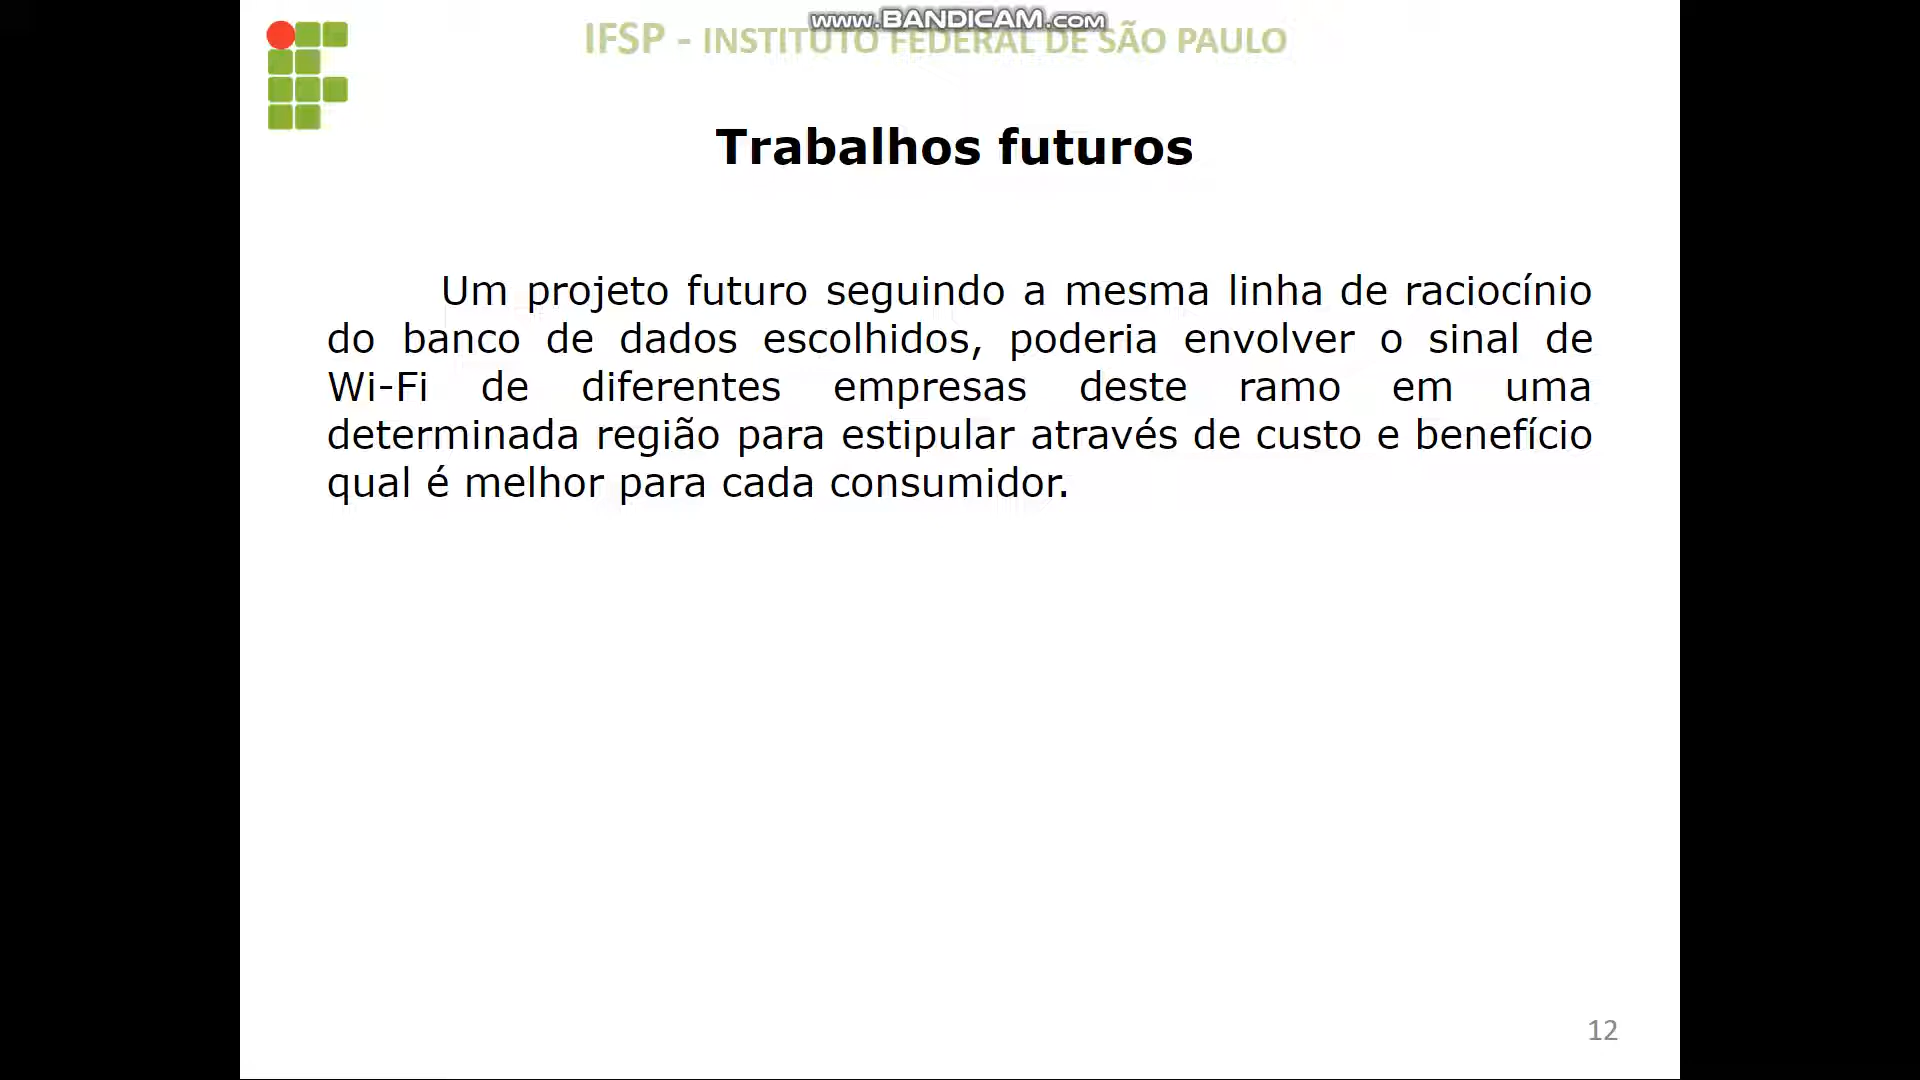 www.BANDICAM.com
IFSP - INSTITUTO FEDERAL DE SÃO PAULO
Trabalhos futuros
Um projeto futuro seguindo a mesma linha de raciocínio
do banco de dados escolhidos, poderia envolver o sinal de
Wi-Fi de diferentes empresas deste ramo em uma
determinada região para estipular através de custo e benefício
qual é melhor para cada consumidor.
12